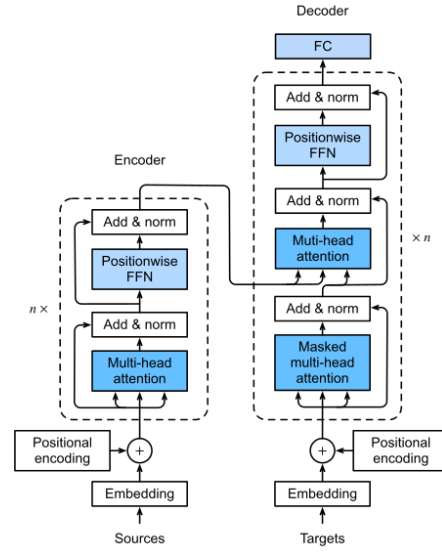 Decoder
FC
Add & norm
Positionwise
FFN
Add & norm
Muti-head
attention
× n
Add & norm
Masked
multi-head
attention
Positional
encoding
Embedding
Targets
Encoder
Add & norm
Positionwise
FFN
n ×
Add & norm
Multi-head
attention
Positional
encoding
+
+
Embedding
Sources